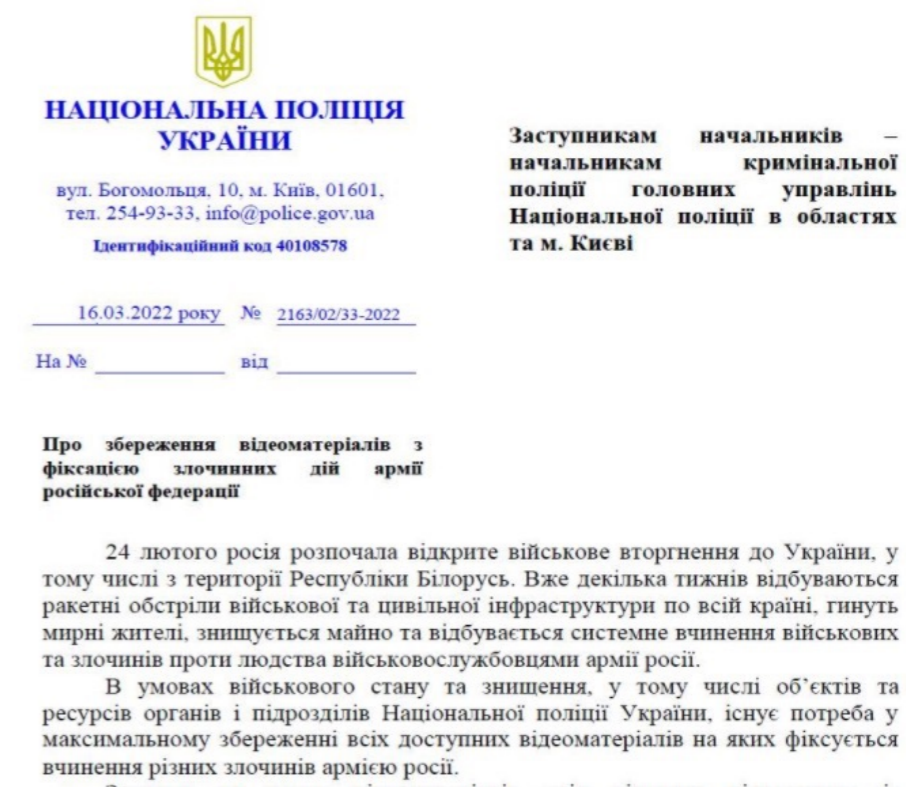 НАЦІОНАЛЬНА ПОЛІЦІЯ
УКРАЇНИ
вул. Богомольця, 10, м. Київ, 01601,
тел. 254-93-33, info@police.gov.ua
Ідентифікаційний код 40108578
16.03.2022 року № 2163/02/33-2022
На № від
Заступникам начальників –
начальникам кримінальної
поліції головних управлінь
Національної поліції в областях
та м. Києві
Про збереження відеоматеріалів з
фіксацією злочинних дій армії
російської федерації
24 лютого росія розпочала відкрите військове вторгнення до України, у
тому числі з території Республіки Білорусь. Вже декілька тижнів відбуваються
ракетні обстріли військової та цивільної інфраструктури по всій країні, гинуть
мирні жителі, знищується майно та відбувається системне вчинення військових
та злочинів проти людства військовослужбовцями армії росії.
В умовах військового стану та знищення, у тому числі об’єктів та
ресурсів органів і підрозділів Національної поліції України, існує потреба у
максимальному збереженні всіх доступних відеоматеріалів на яких фіксується
вчинення різних злочинів армією росії.